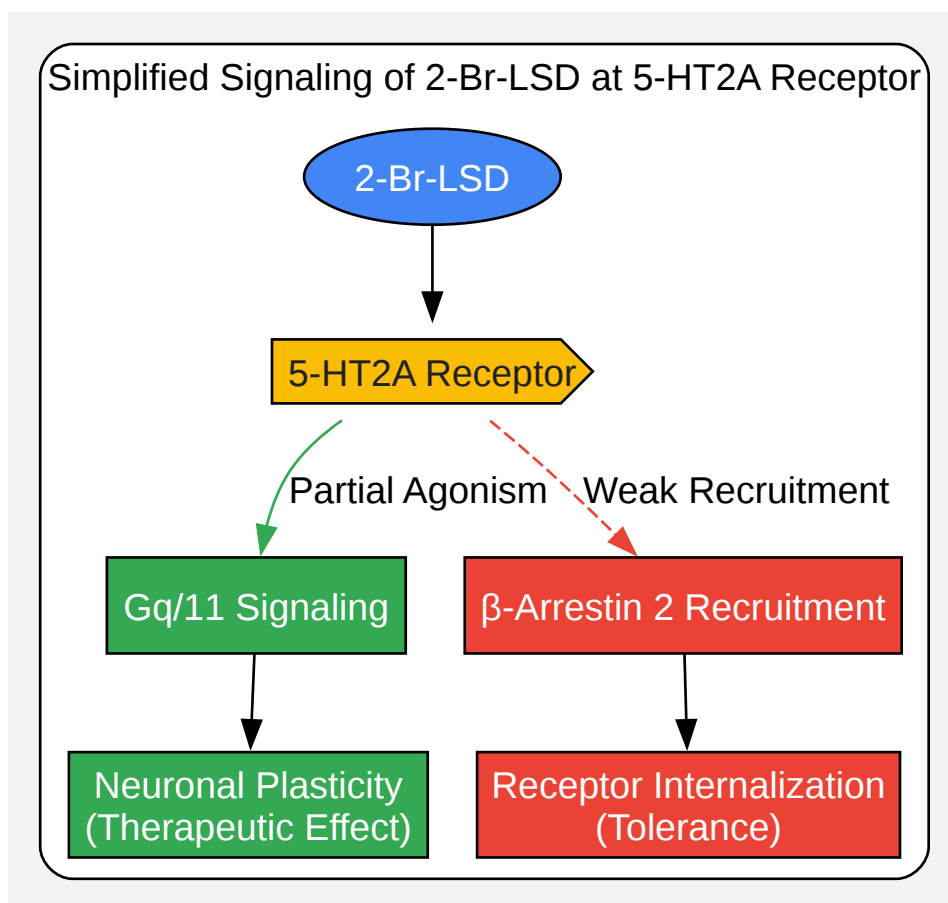 Simplified Signaling of 2-Br-LSD at 5-HT2A Receptor
2-Br-LSD
5-HT2A Receptor
Partial Agonism
Weak Recruitment
Gq/11 Signaling
β-Arrestin 2 Recruitment
Neuronal Plasticity
(Therapeutic Effect)
Receptor Internalization
(Tolerance)